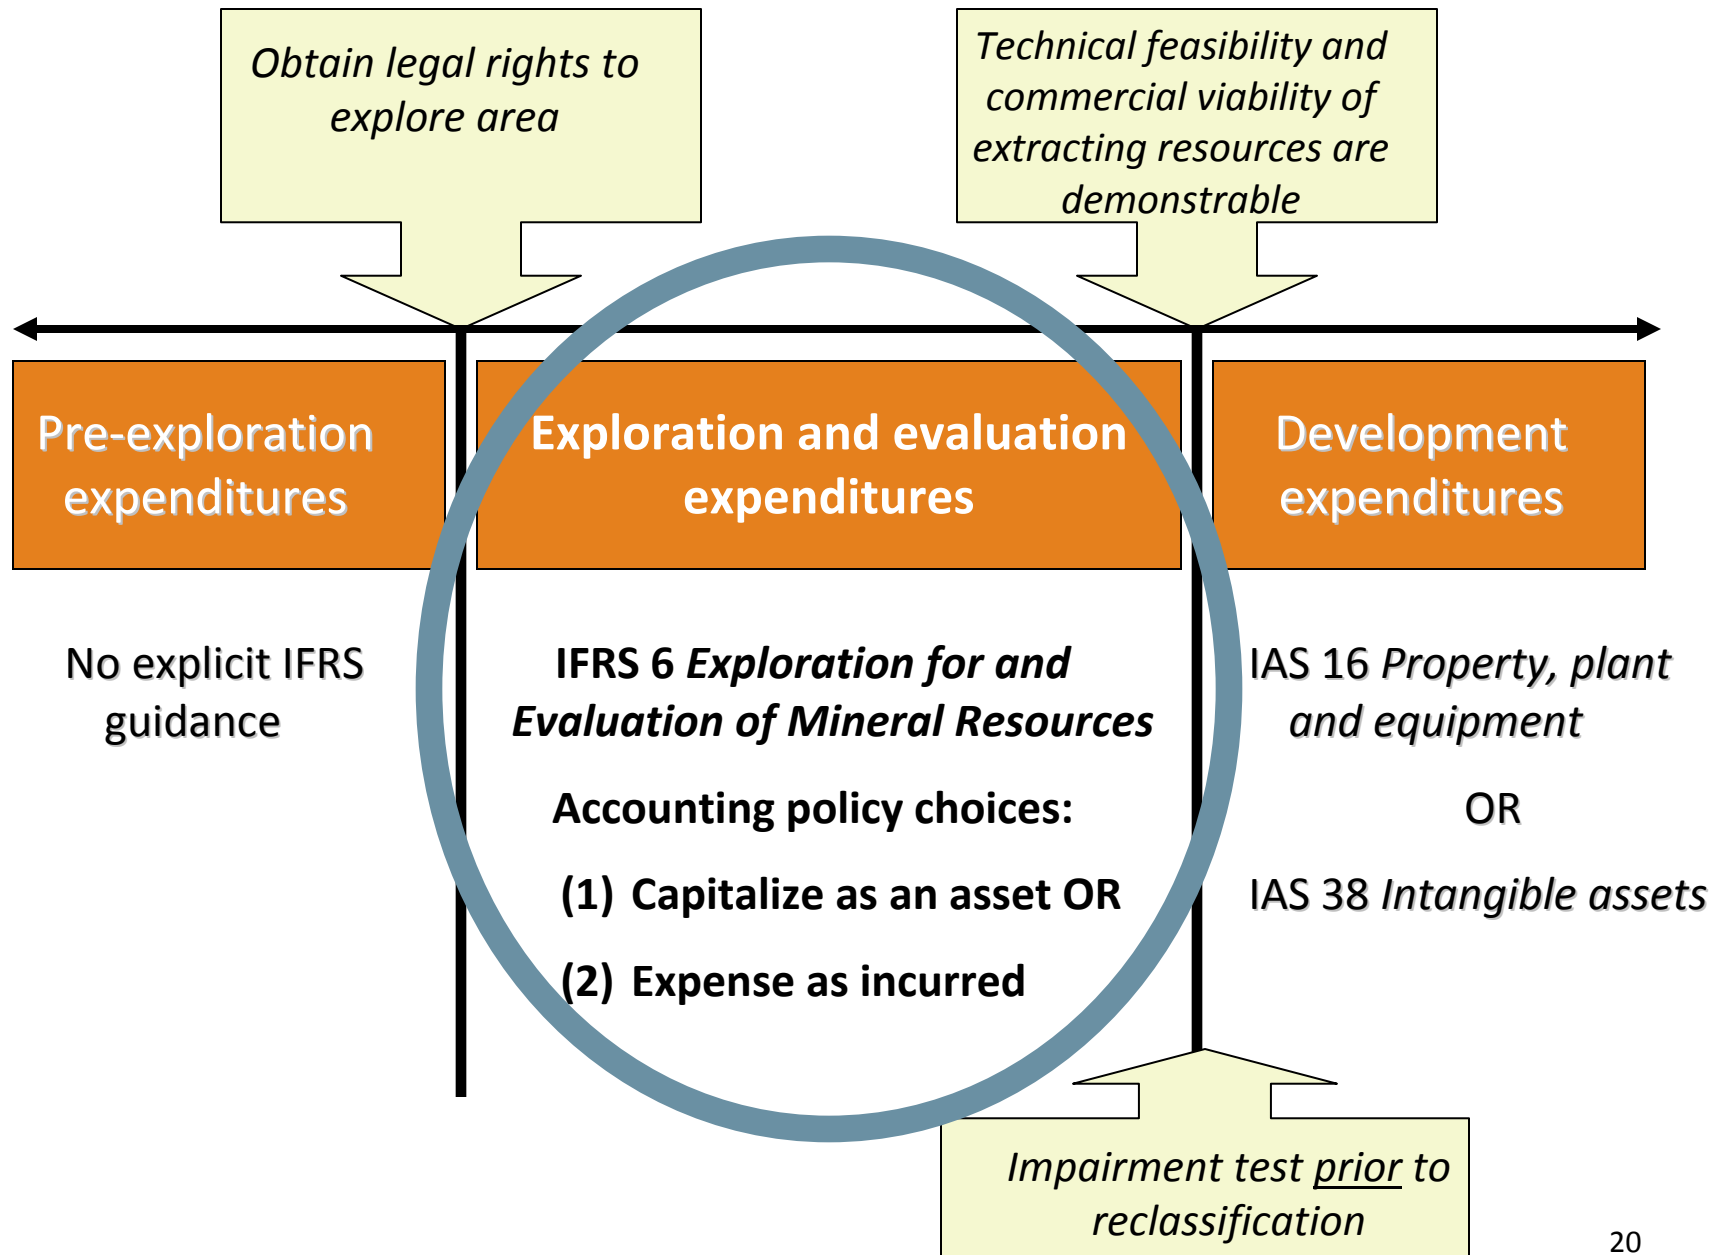 Obtain legal rights to
explore area
Technical feasibility and
commercial viability of
extracting resources are
demonstrable
Pre-exploration
expenditures
Exploration and evaluation
expenditures
Development
expenditures
No explicit IFRS
guidance
IFRS 6 Exploration for and
Evaluation of Mineral Resources
Accounting policy choices:
(1) Capitalize as an asset OR
(2) Expense as incurred
IAS 16 Property, plant
and equipment
OR
IAS 38 Intangible assets
Impairment test prior to
reclassification
20